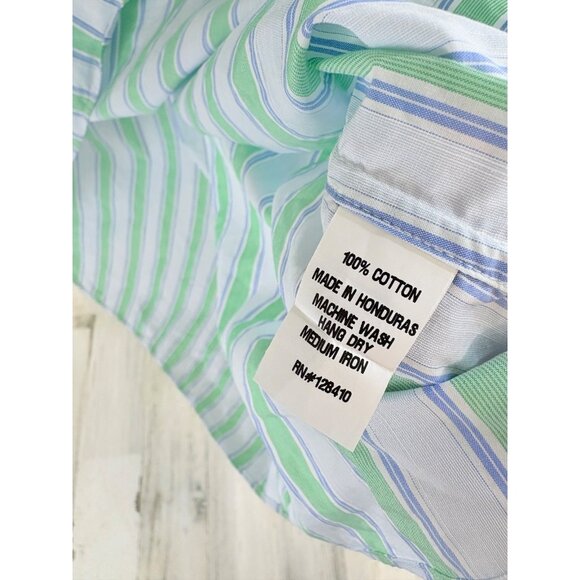 100% COTTON
MADE IN HONDURAS
MACHINE WASH
HANG DRY
MEDIUM IRON
RN#128410